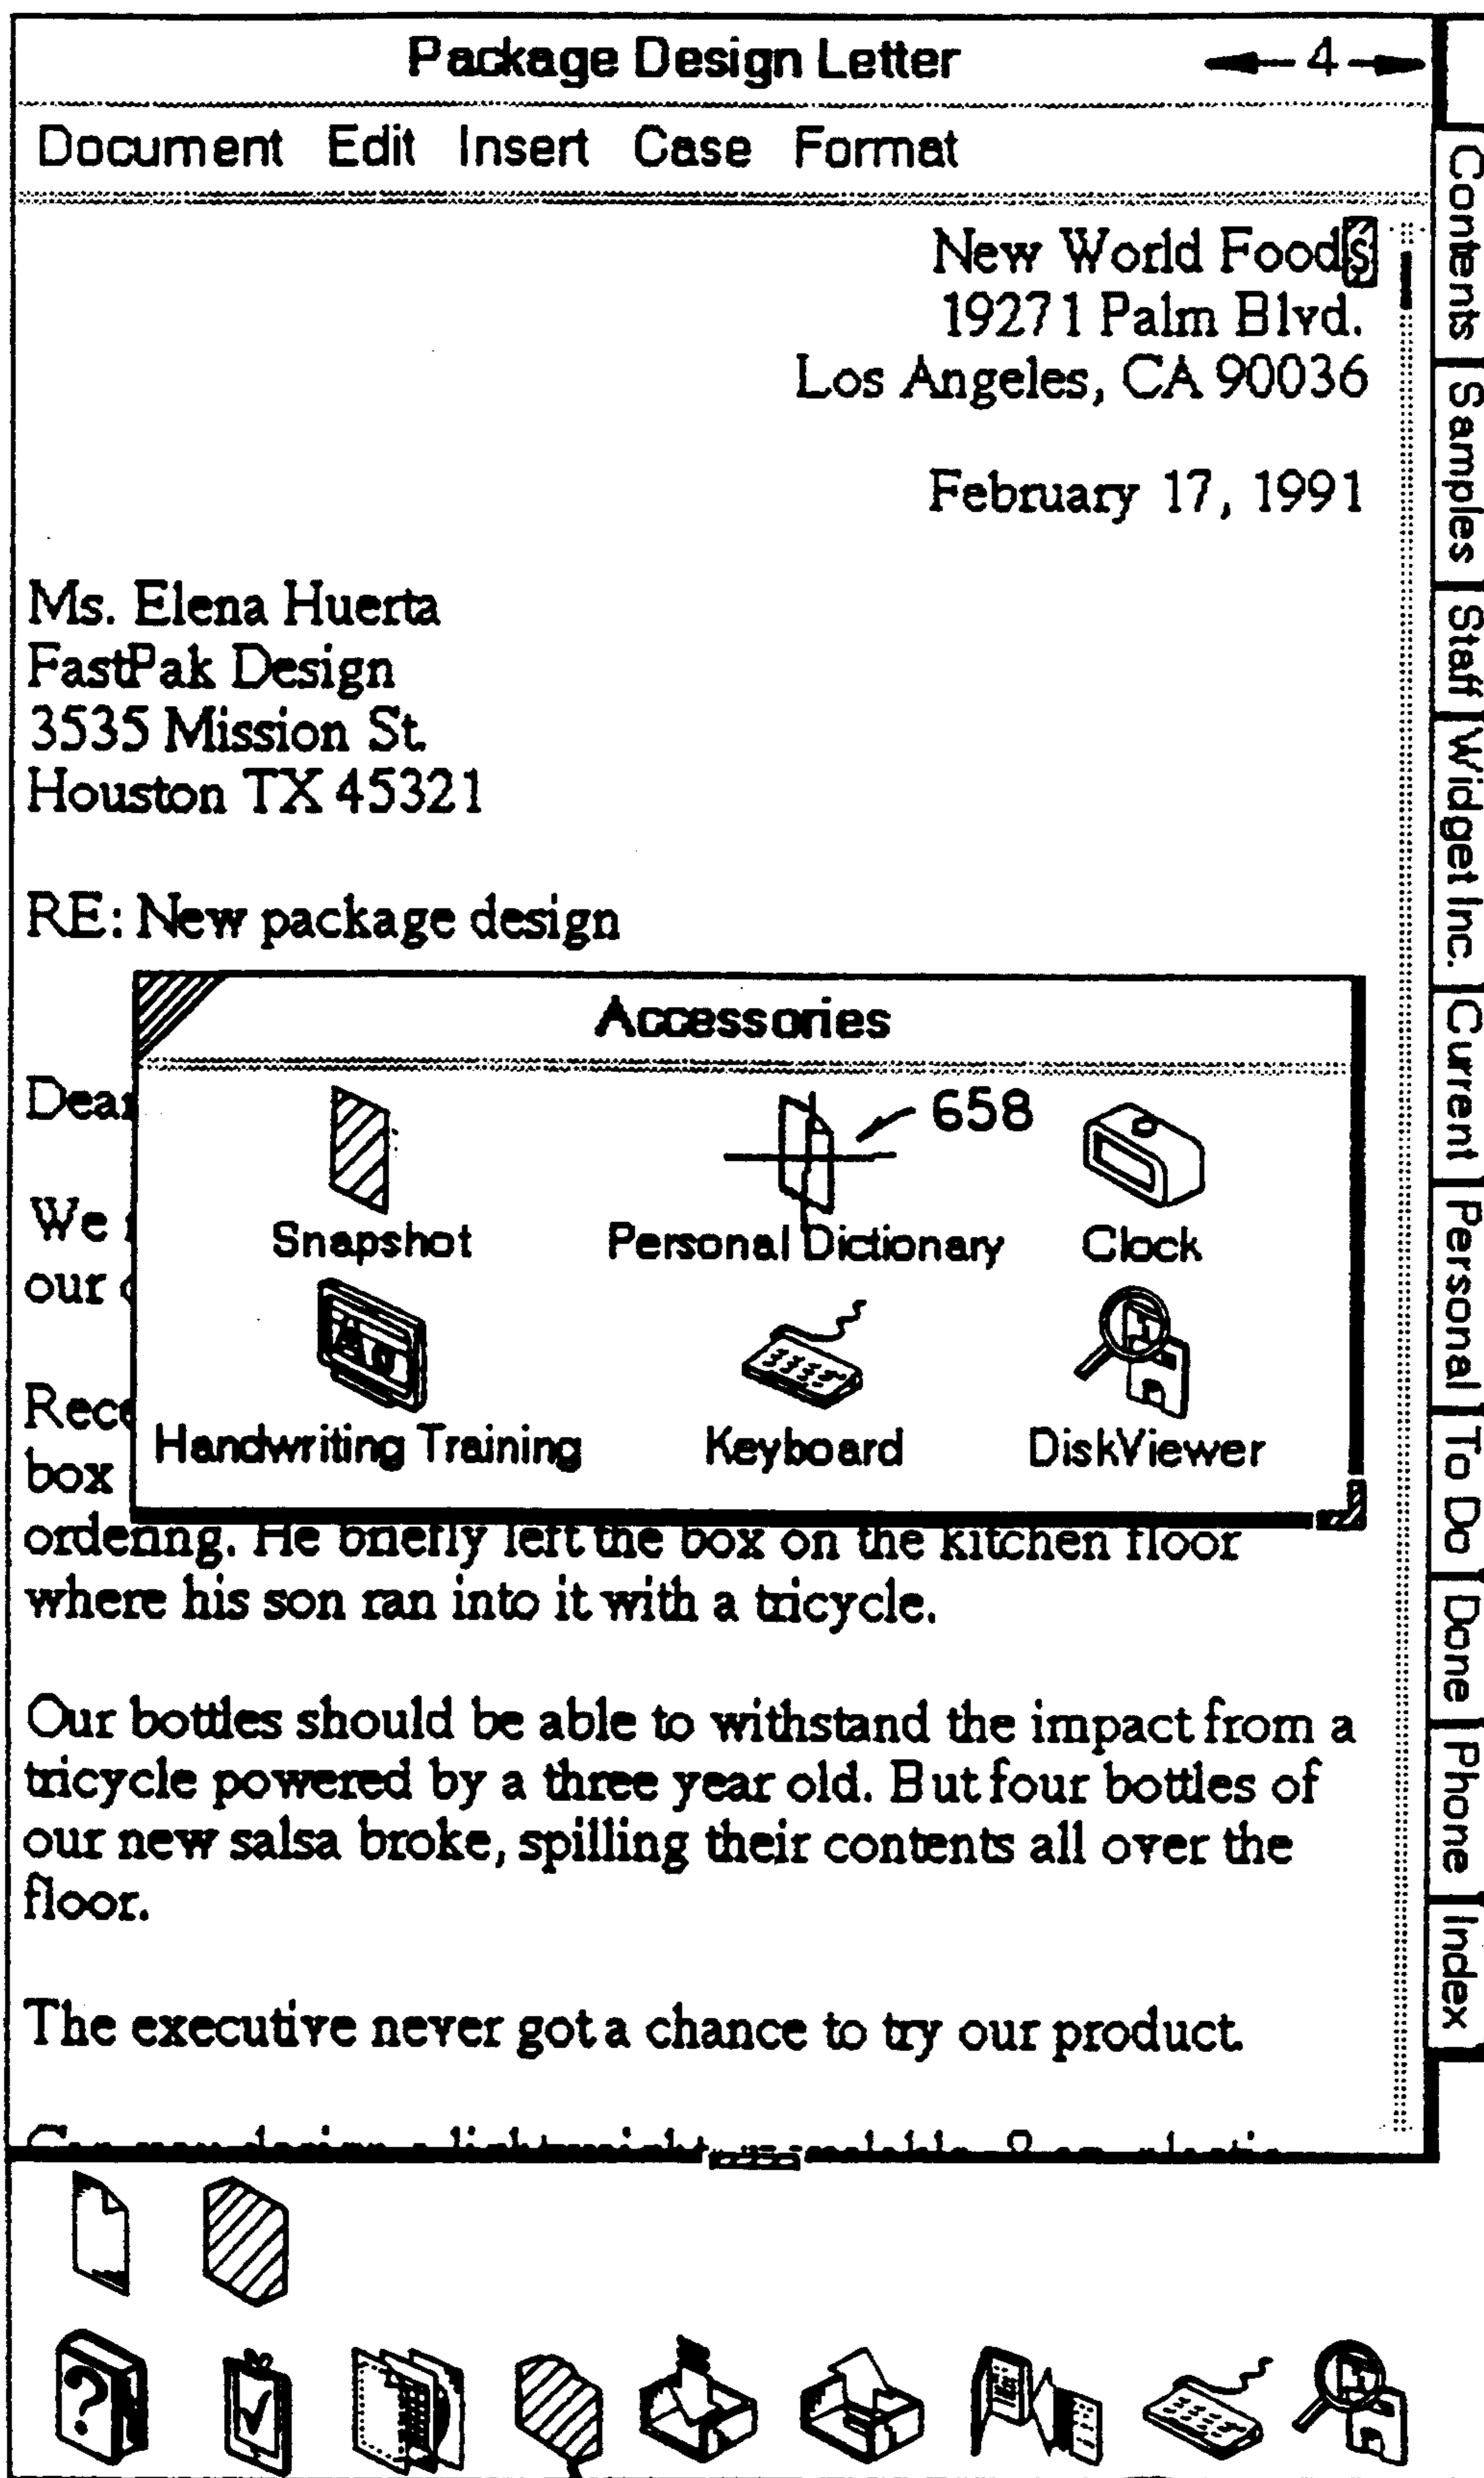 Package Design Letter 4
Document Edit Insert Case Format
New World Foods
19271 Palm Blvd.
Los Angeles, CA 90036
February 17, 1991
Ms. Elena Huerta
FastPak Design
3535 Mission St.
Houston TX 45321
RE: New package design
Accessories
Dear
658
We
Snapshot Personal Dictionary Clock
our
Rece
Handwriting Training Keyboard DiskViewer
box
ordering. He briefly left the box on the kitchen floor
where his son ran into it with a tricycle.
Our bottles should be able to withstand the impact from a
tricycle powered by a three year old. But four bottles of
our new salsa broke, spilling their contents all over the
floor.
The executive never got a chance to try our product.
Contents
Samples
Staff
Widget Inc.
Current
Personal
To Do
Done
Phone
Index
?